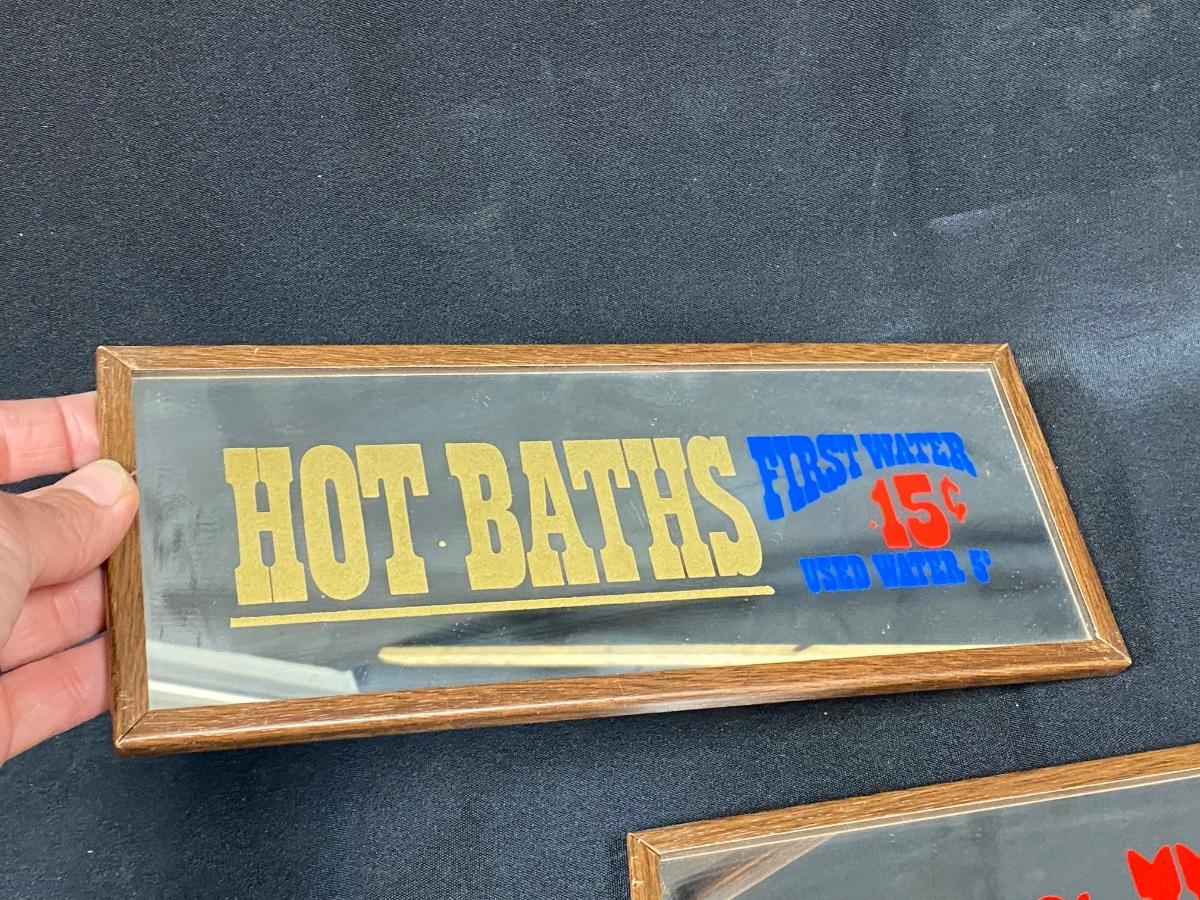 HOT BATHS
FIRST WATER
15¢
USED WATER 5¢